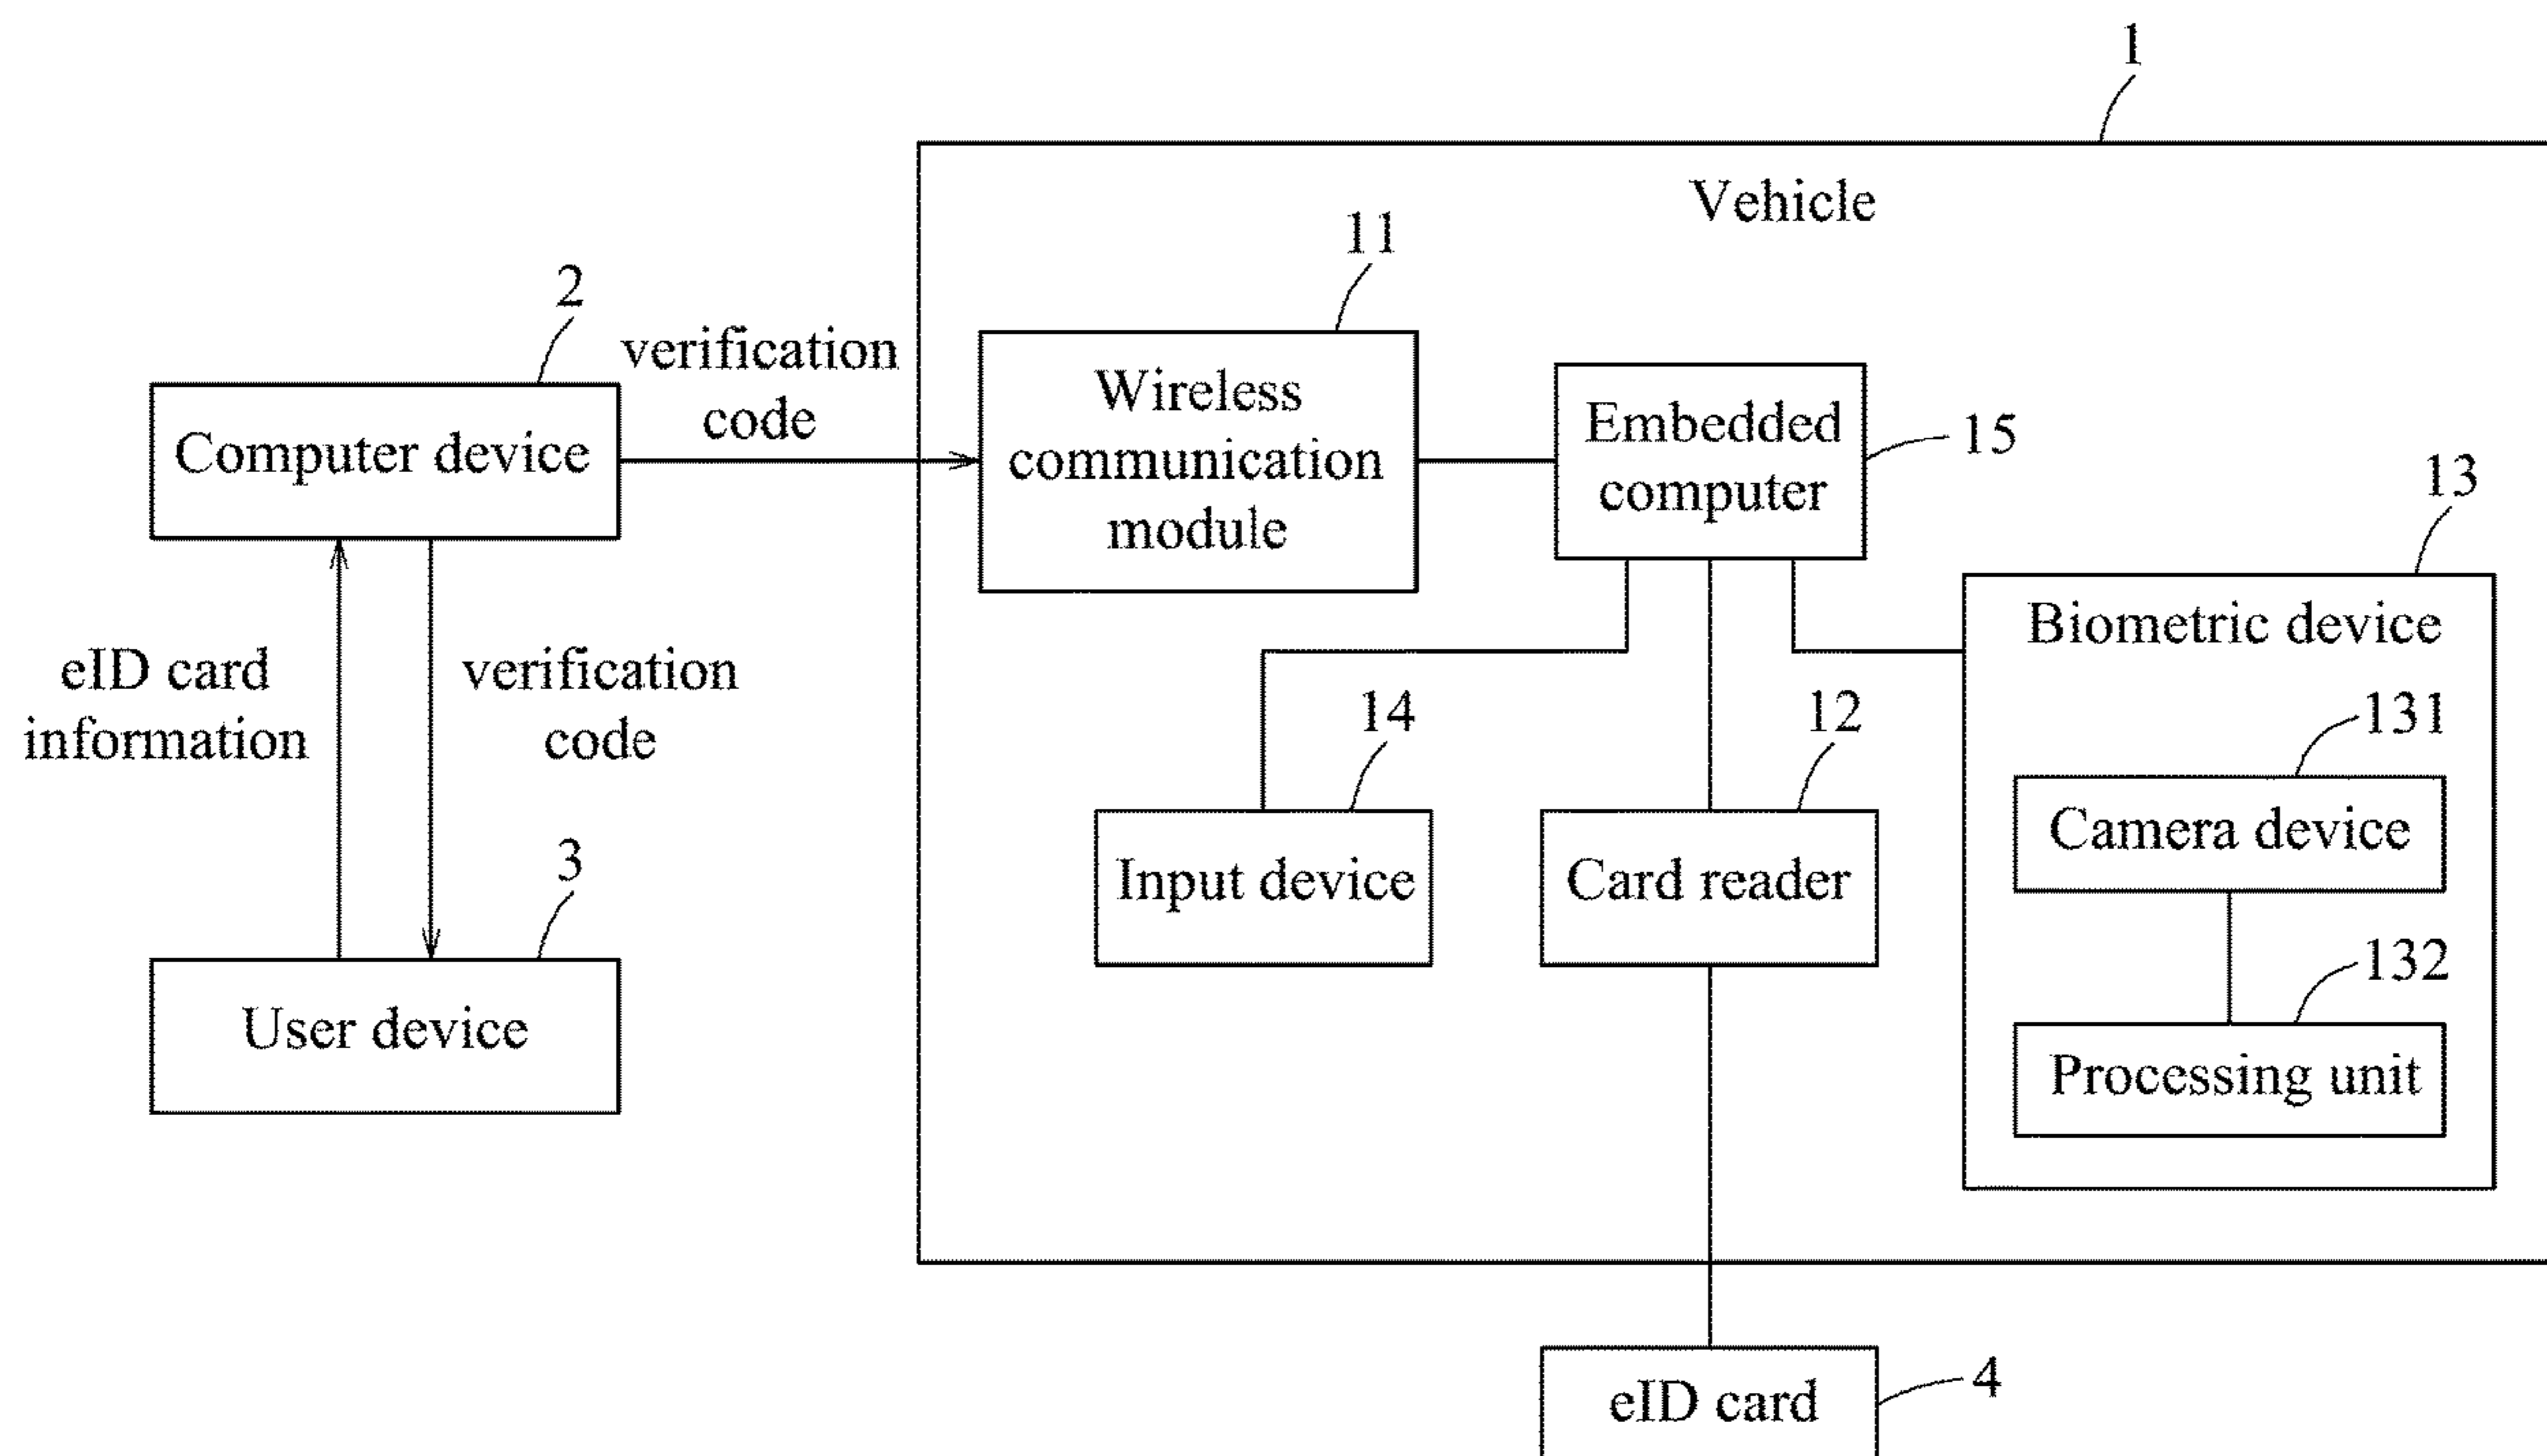 1
Vehicle
11
2
verification
code
Wireless
communication
module
Embedded
computer
15
Computer device
13
Biometric device
eID card
information
verification
code
14
12
131
Camera device
3
Input device
Card reader
132
User device
Processing unit
eID card
4